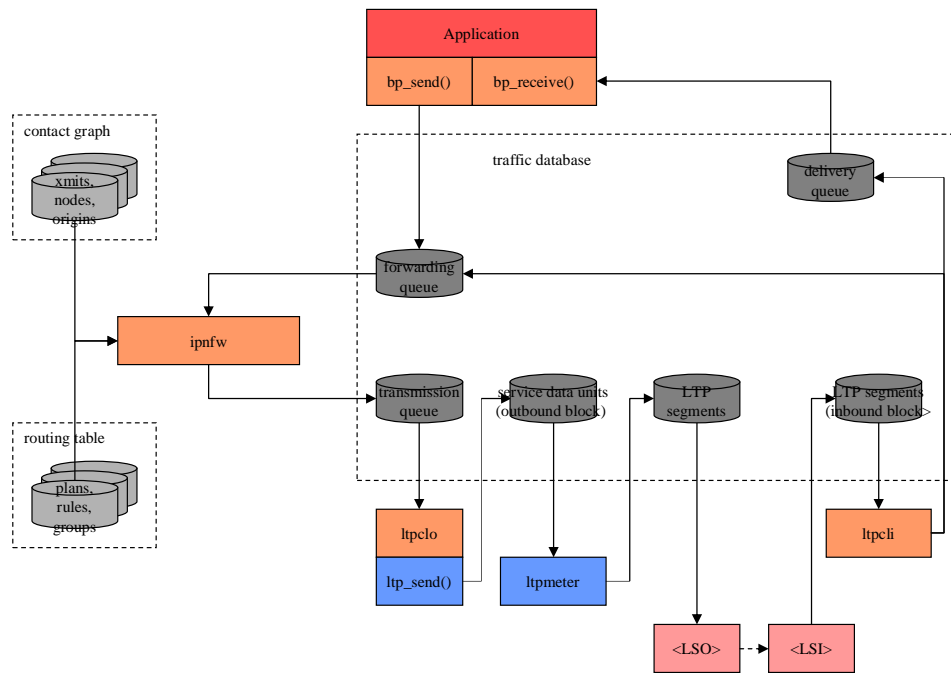 Application
bp_send()
bp_receive()
contact graph
xmits,
nodes,
origins
traffic database
delivery
queue
forwarding
queue
ipnfw
transmission
queue
service data units
(outbound block)
LTP
segments
LTP segments
(inbound block>
routing table
plans,
rules,
groups
ltpclo
ltp_send()
ltpmeter
ltpcli
<LSO>
<LSI>